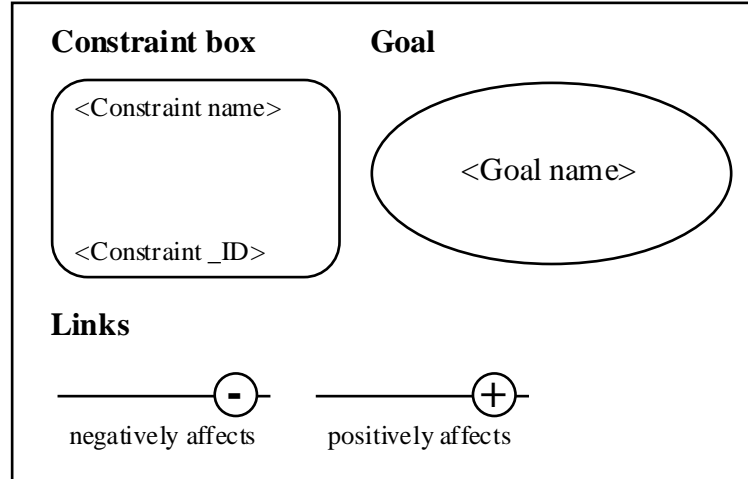 Constraint box
Goal
<Constraint name>
<Goal name>
<Constraint _ID>
Links
-
+
negatively affects
positively affects